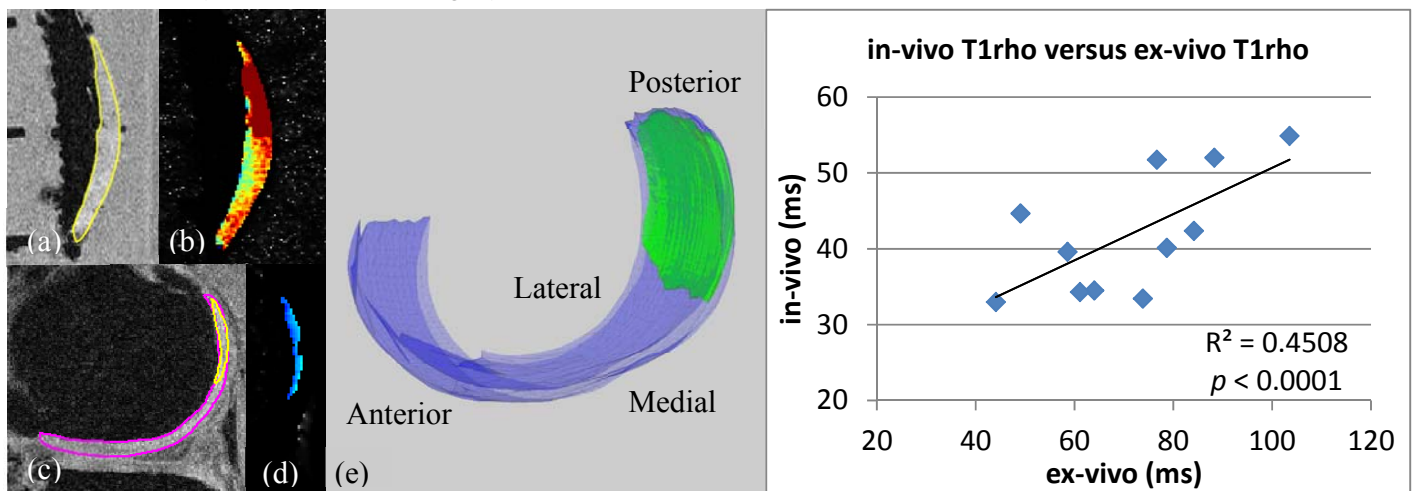 (a)
(b)
(c)
(d)
(e)
Posterior
Lateral
Anterior
Medial
in-vivo T1rho versus ex-vivo T1rho
in-vivo (ms)
60
50
40
30
20
R² = 0.4508
p < 0.0001
20 40 60 80 100 120
ex-vivo (ms)